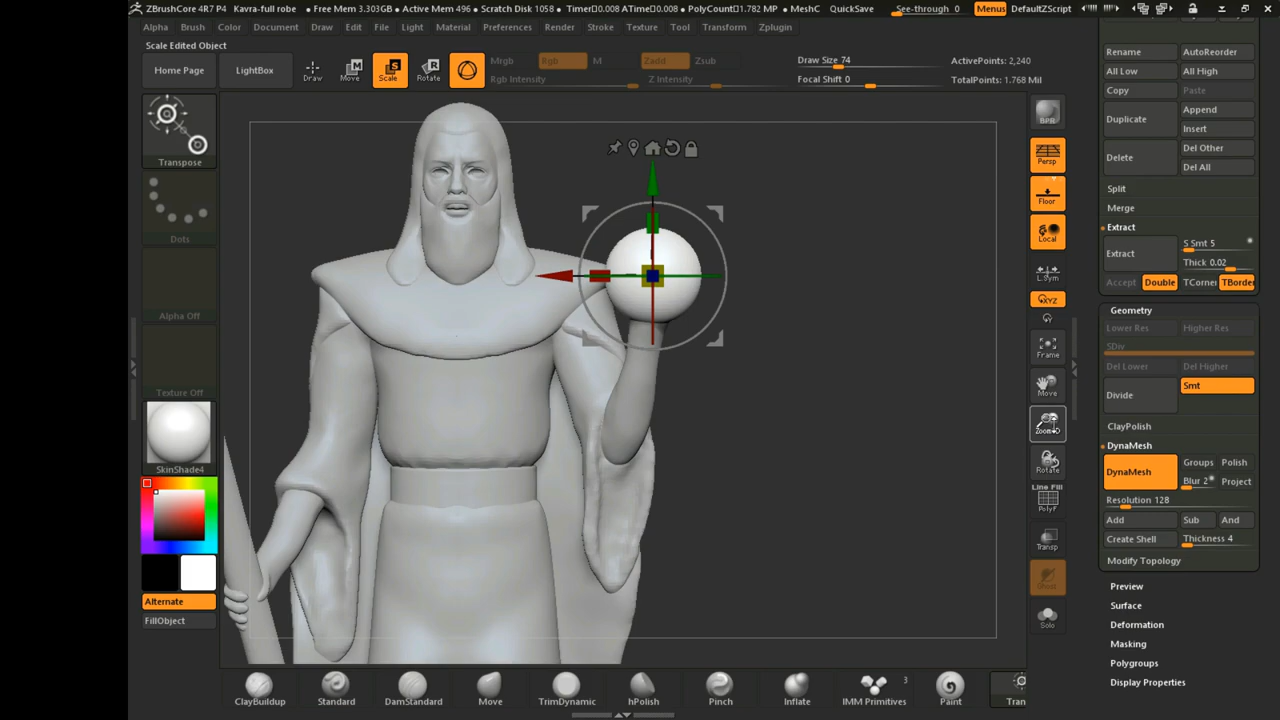 ZBrushCore 4R7 P4 Kavra-full robe • Free Mem 3.303GB • Active Mem 496 • Scratch Disk 1058 • Timer▷0.008 ATime▷0.008 • PolyCount▷1.782 MP • MeshC QuickSave See-through 0 Menus DefaultZScript
Alpha Brush Color Document Draw Edit File Light Material Preferences Render Stroke Texture Tool Transform Zplugin
Scale Edited Object
Home Page LightBox Draw Move Scale Rotate
Mrgb Rgb M Zadd Zsub
Rgb Intensity Z Intensity
Draw Size 74 ActivePoints: 2,240
Focal Shift 0 TotalPoints: 1.768 Mil
Transpose
Dots
Alpha Off
Texture Off
SkinShade4
Alternate
FillObject
BPR
Persp
Floor
Local
L.Sym
XYZ
Frame
Move
Zoom3D
Rotate
Line Fill
PolyF
Transp
Ghost
Solo
Rename AutoReorder
All Low All High
Copy Paste
Duplicate Append
Insert
Delete Del Other
Del All
Split
Merge
Extract
Extract S Smt 5
Thick 0.02
Accept Double TCorner TBorder
Geometry
Lower Res Higher Res
SDiv
Del Lower Del Higher
Divide Smt
ClayPolish
DynaMesh
DynaMesh Groups Polish
Blur 2 Project
Resolution 128
Add Sub And
Create Shell Thickness 4
Modify Topology
Preview
Surface
Deformation
Masking
Polygroups
Display Properties
ClayBuildup Standard DamStandard Move TrimDynamic hPolish Pinch Inflate IMM Primitives 3 Paint Tran